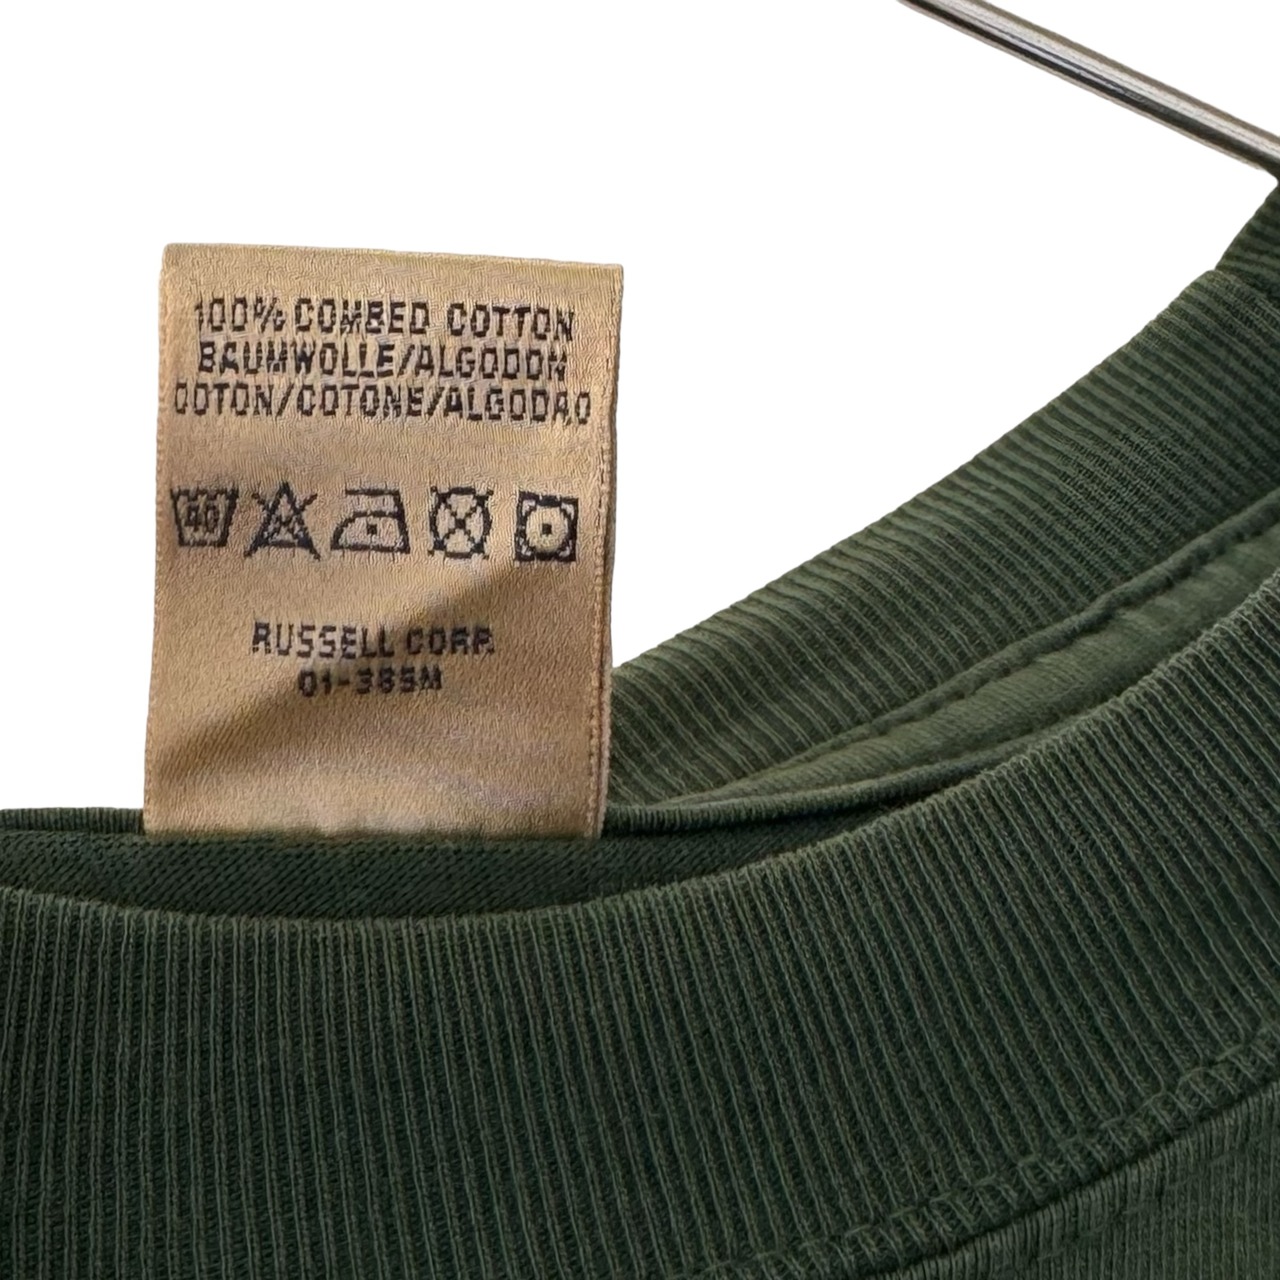 100% COMBED COTTON
BAUMWOLLE/ALGODON
COTON/COTONE/ALGODAO
40
RUSSELL CORP.
01-385M